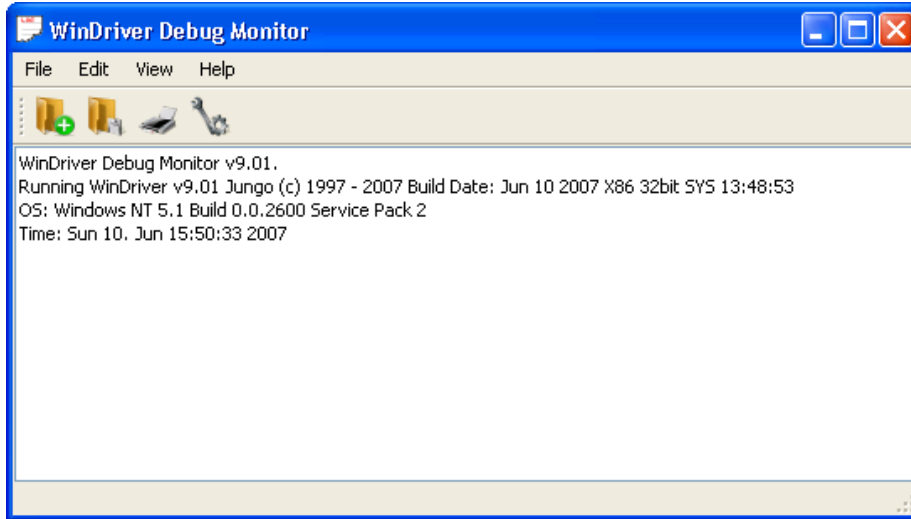 WinDriver Debug Monitor
File Edit View Help
WinDriver Debug Monitor v9.01.
Running WinDriver v9.01 Jungo (c) 1997 - 2007 Build Date: Jun 10 2007 X86 32bit SYS 13:48:53
OS: Windows NT 5.1 Build 0.0.2600 Service Pack 2
Time: Sun 10. Jun 15:50:33 2007